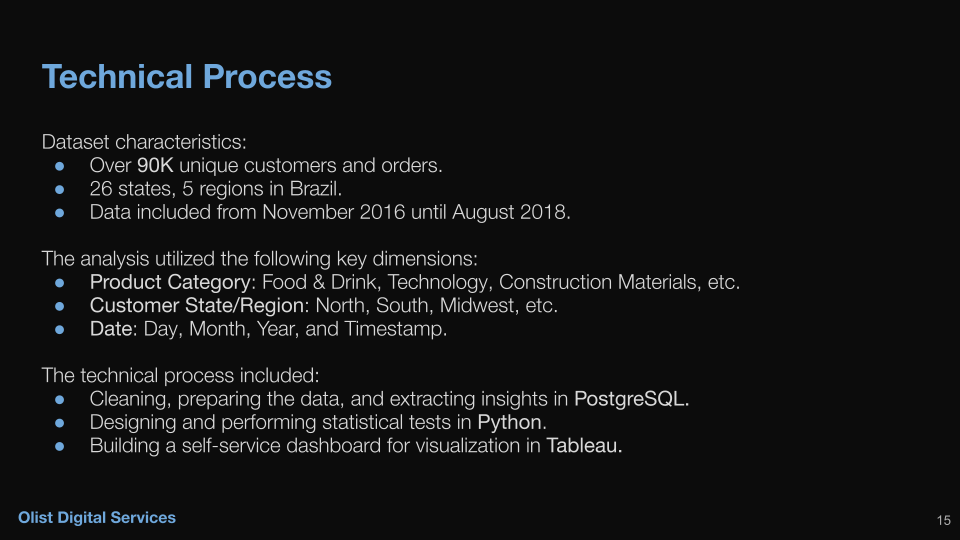 Technical Process
Dataset characteristics:
● Over 90K unique customers and orders.
● 26 states, 5 regions in Brazil.
● Data included from November 2016 until August 2018.
The analysis utilized the following key dimensions:
● Product Category: Food & Drink, Technology, Construction Materials, etc.
● Customer State/Region: North, South, Midwest, etc.
● Date: Day, Month, Year, and Timestamp.
The technical process included:
● Cleaning, preparing the data, and extracting insights in PostgreSQL.
● Designing and performing statistical tests in Python.
● Building a self-service dashboard for visualization in Tableau.
Olist Digital Services
15